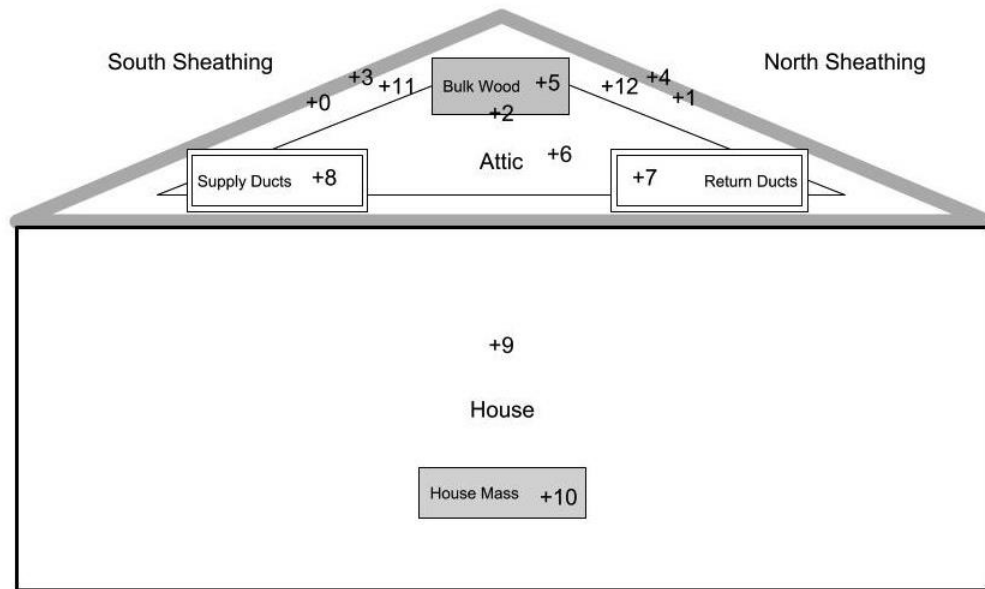 South Sheathing
North Sheathing
+3
+4
+0
+11
Bulk Wood +5
+12
+1
+2
Attic +6
Supply Ducts +8
+7 Return Ducts
+9
House
House Mass +10